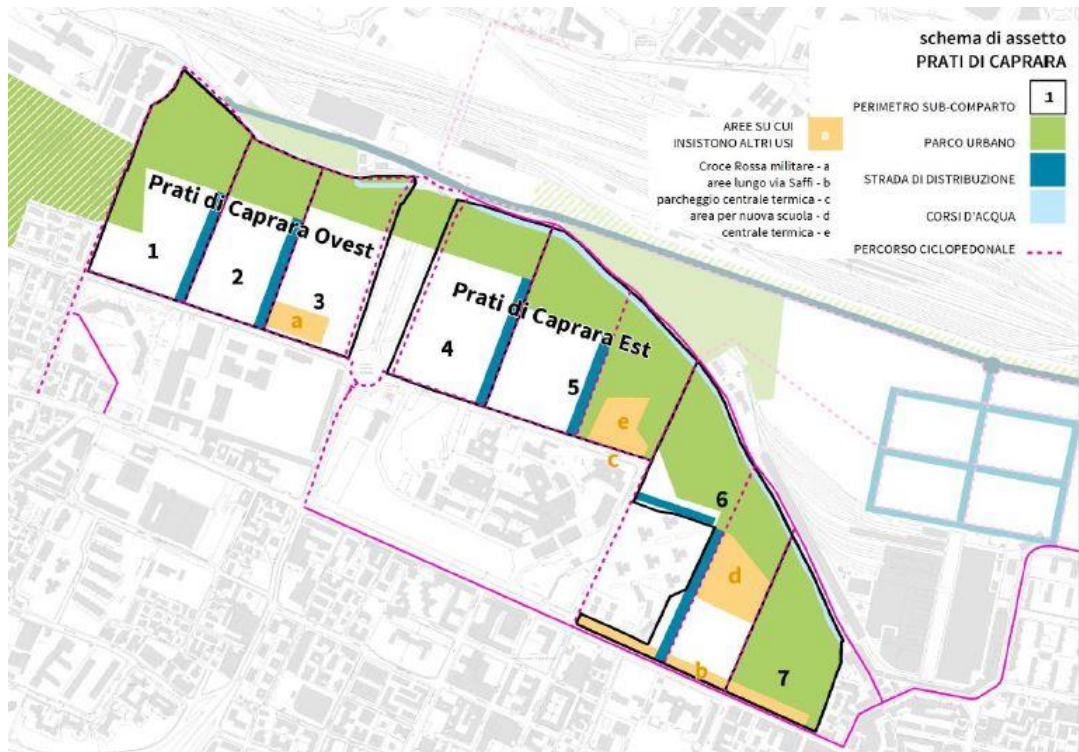 schema di assetto
PRATI DI CAPRARA
PERIMETRO SUB-COMPARTO
1
AREE SU CUI
INSISTONO ALTRI USI
a
PARCO URBANO
Croce Rossa militare - a
aree lungo via Saffi - b
parcheggio centrale termica - c
area per nuova scuola - d
centrale termica - e
STRADA DI DISTRIBUZIONE
CORSI D'ACQUA
PERCORSO CICLOPEDONALE
Prati di Caprara Ovest
1
2
3
a
Prati di Caprara Est
4
5
e
c
6
d
b
7